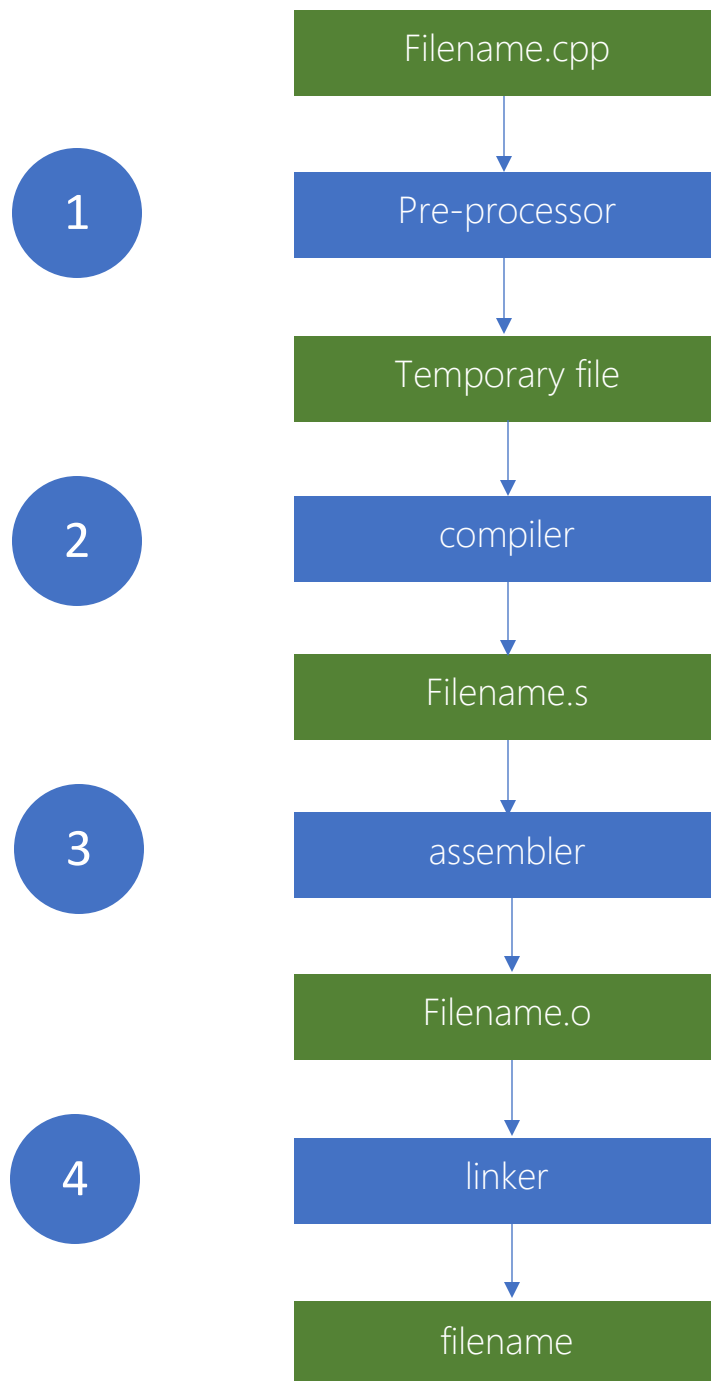 Filename.cpp
1
Pre-processor
Temporary file
2
compiler
Filename.s
3
assembler
Filename.o
4
linker
filename